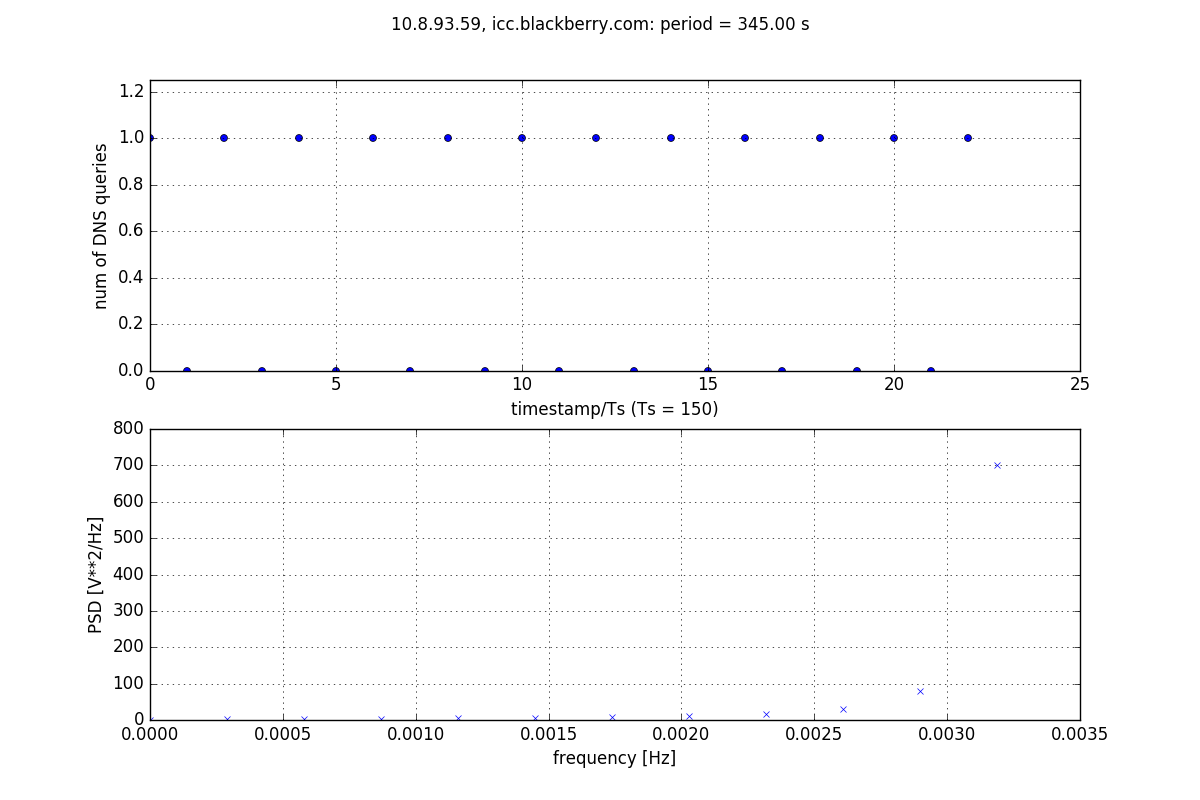 10.8.93.59, icc.blackberry.com: period = 345.00 s
num of DNS queries
1.2
1.0
0.8
0.6
0.4
0.2
0.0
0 5 10 15 20 25
timestamp/Ts (Ts = 150)
PSD [V**2/Hz]
800
700
600
500
400
300
200
100
0
0.0000 0.0005 0.0010 0.0015 0.0020 0.0025 0.0030 0.0035
frequency [Hz]